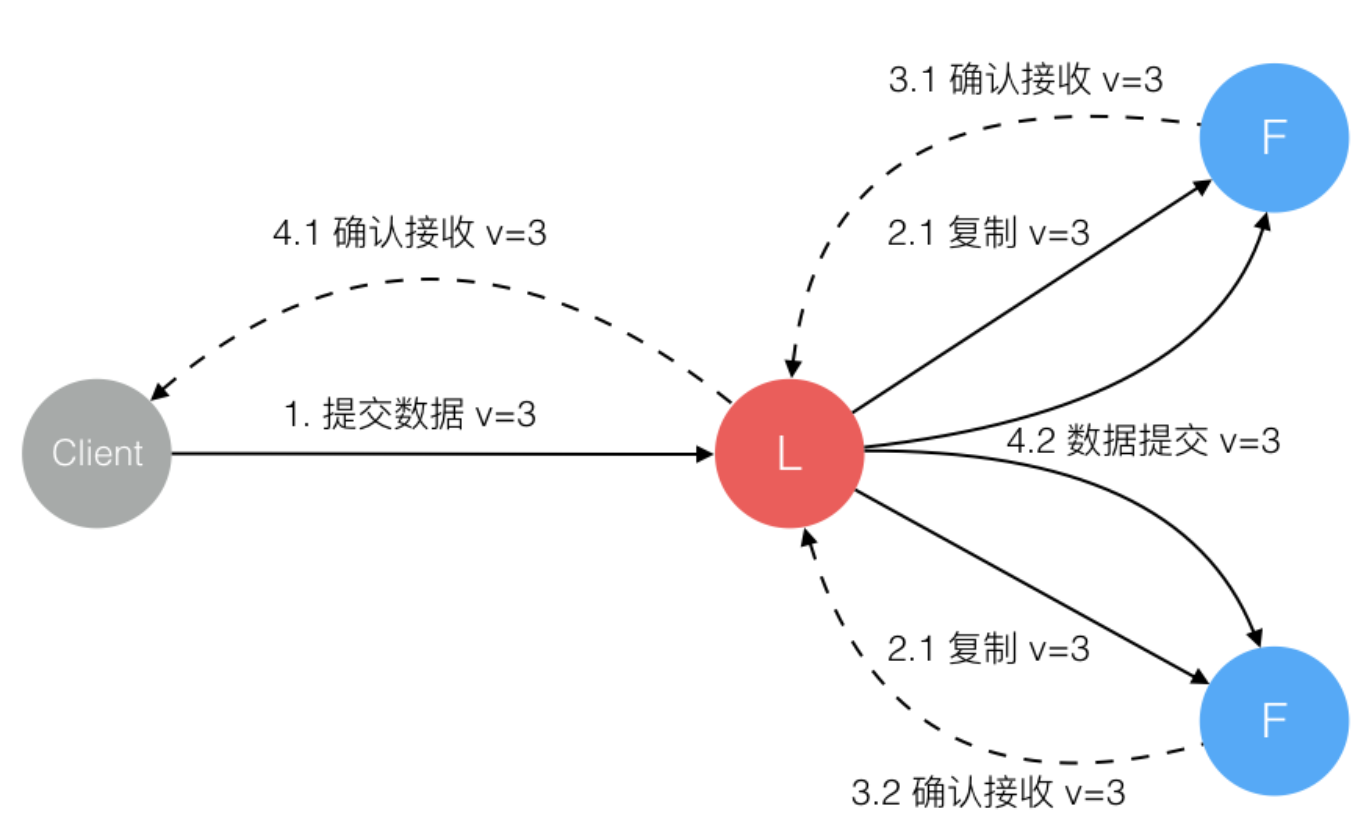 3.1 确认接收 v=3
F
2.1 复制 v=3
4.1 确认接收 v=3
1. 提交数据 v=3
Client
L
4.2 数据提交 v=3
2.1 复制 v=3
F
3.2 确认接收 v=3